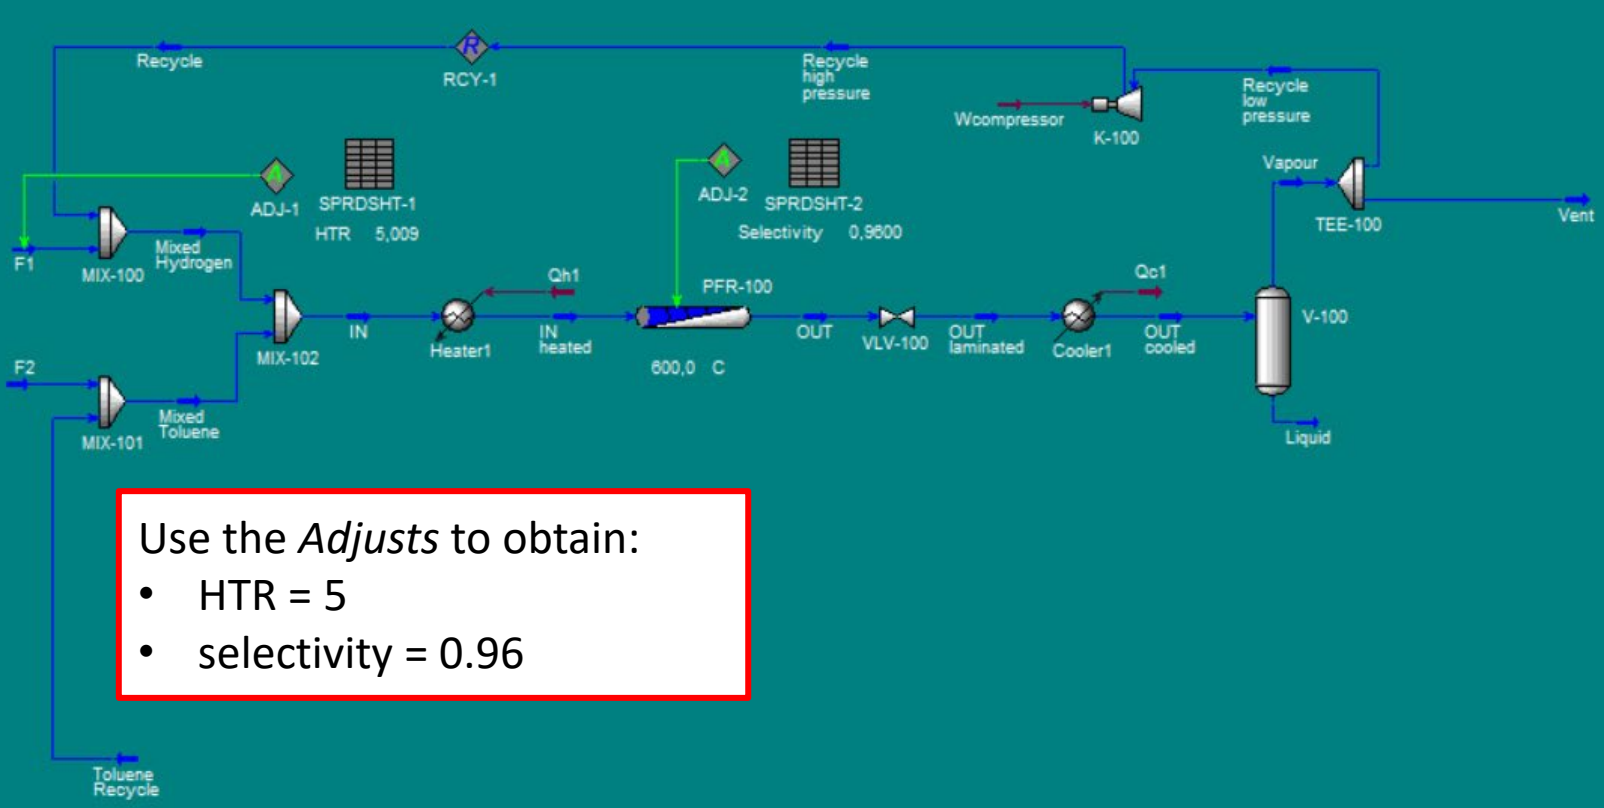 Recycle
RCY-1
Recycle
high
pressure
Recycle
low
pressure
Wcompressor
K-100
Vapour
TEE-100
Vent
ADJ-1
SPRDSHT-1
HTR 5,009
ADJ-2
SPRDSHT-2
Selectivity 0,9600
F1
MIX-100
Mixed
Hydrogen
Qh1
PFR-100
Qc1
MIX-102
IN
Heater1
IN
heated
600,0 C
OUT
VLV-100
OUT
laminated
Cooler1
OUT
cooled
V-100
F2
MIX-101
Mixed
Toluene
Liquid
Use the Adjusts to obtain:
• HTR = 5
• selectivity = 0.96
Toluene
Recycle
R
A
A